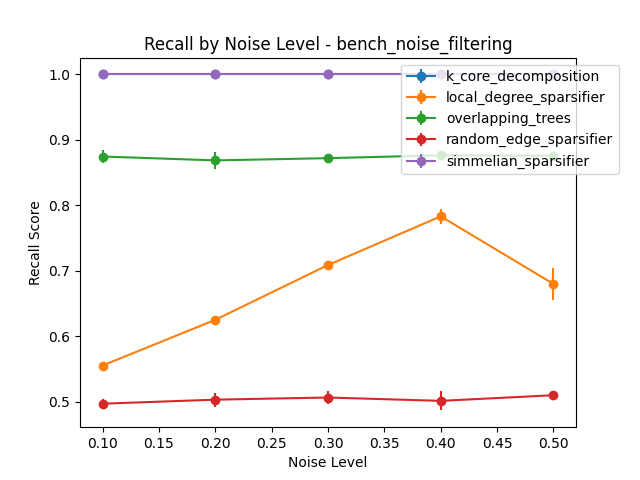 Recall by Noise Level - bench_noise_filtering
1.0
0.9
0.8
0.7
0.6
0.5
Recall Score
k_core_decomposition
local_degree_sparsifier
overlapping_trees
random_edge_sparsifier
simmelian_sparsifier
0.10 0.15 0.20 0.25 0.30 0.35 0.40 0.45 0.50
Noise Level